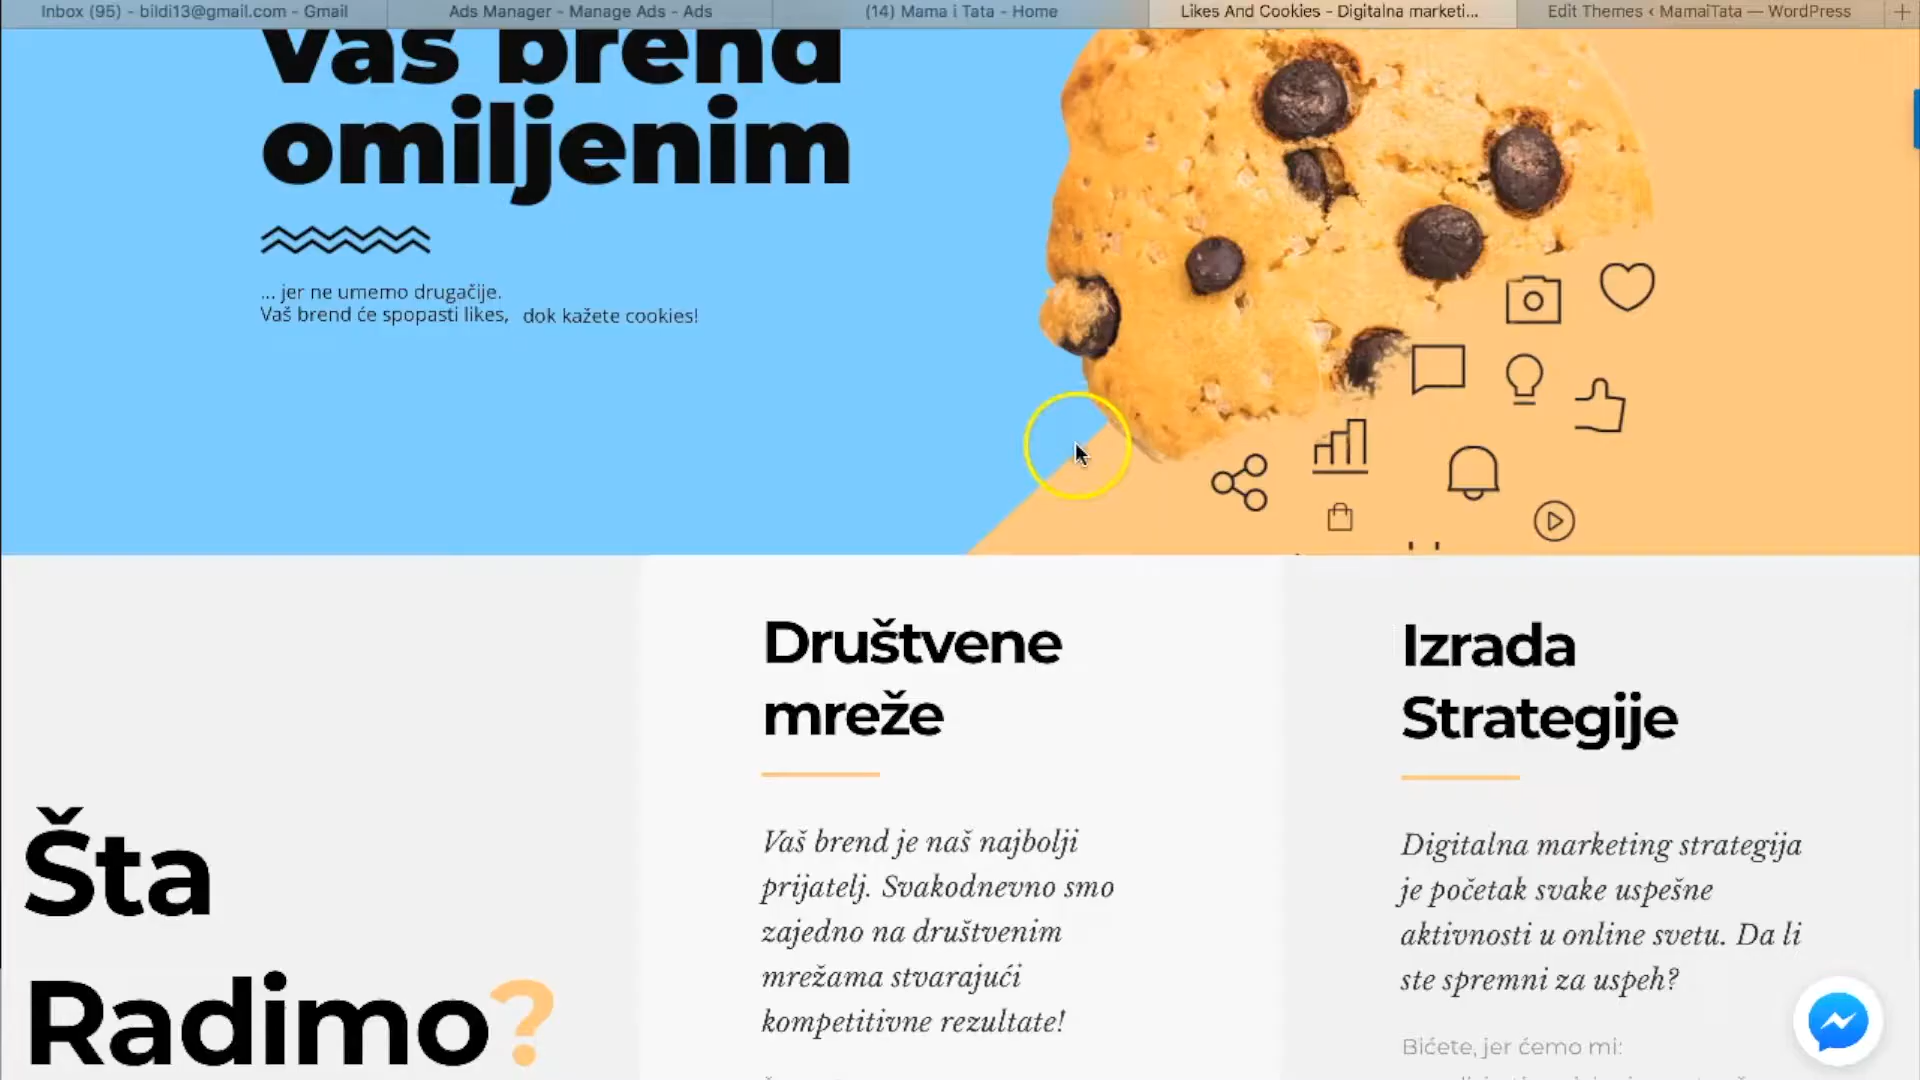 Inbox (95) - bildi13@gmail.com - Gmail
Ads Manager - Manage Ads - Ads
(14) Mama i Tata - Home
Likes And Cookies - Digitalna marketi...
Edit Themes ‹ MamaiTata — WordPress
vaš brend
omiljenim
... jer ne umemo drugačije.
Vaš brend će spopasti likes, dok kažete cookies!
Šta
Radimo?
Društvene
mreže
Vaš brend je naš najbolji
prijatelj. Svakodnevno smo
zajedno na društvenim
mrežama stvarajući
kompetitivne rezultate!
Izrada
Strategije
Digitalna marketing strategija
je početak svake uspešne
aktivnosti u online svetu. Da li
ste spremni za uspeh?
Bićete, jer ćemo mi: